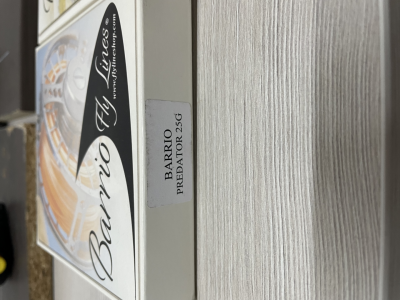 Barrio Fly Lines®
www.flylineshop.com
BARRIO
PREDATOR 25G